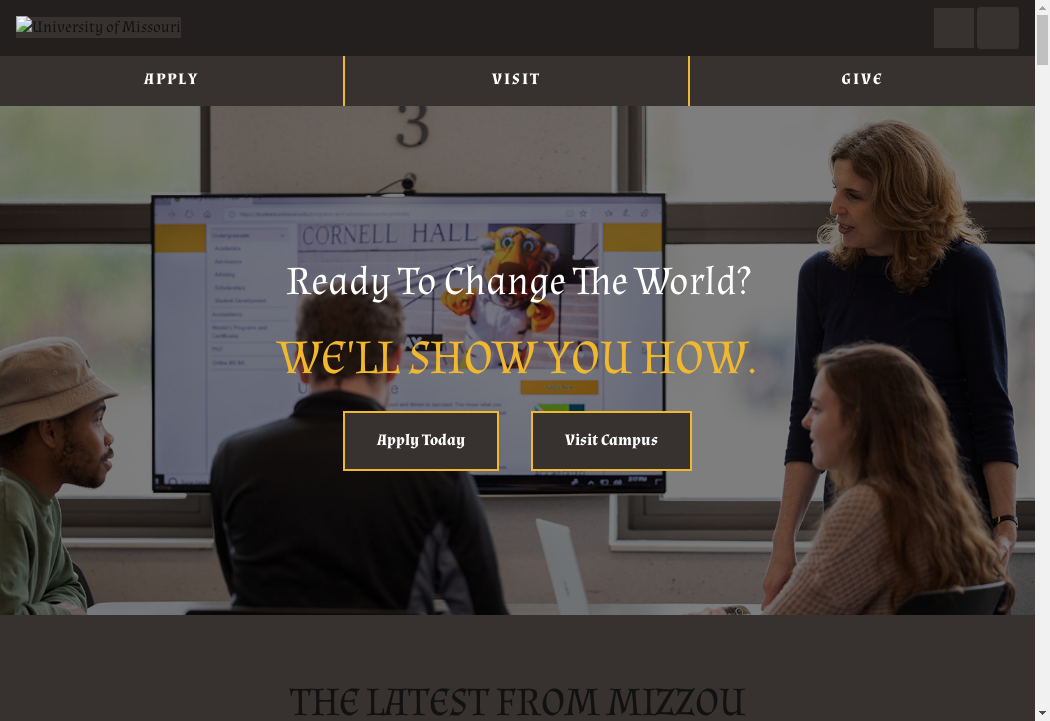 University of Missouri
APPLY
VISIT
GIVE
3
CORNELL HALL
Ready To Change The World?
WE'LL SHOW YOU HOW.
Apply Today
Visit Campus
THE LATEST FROM MIZZOU